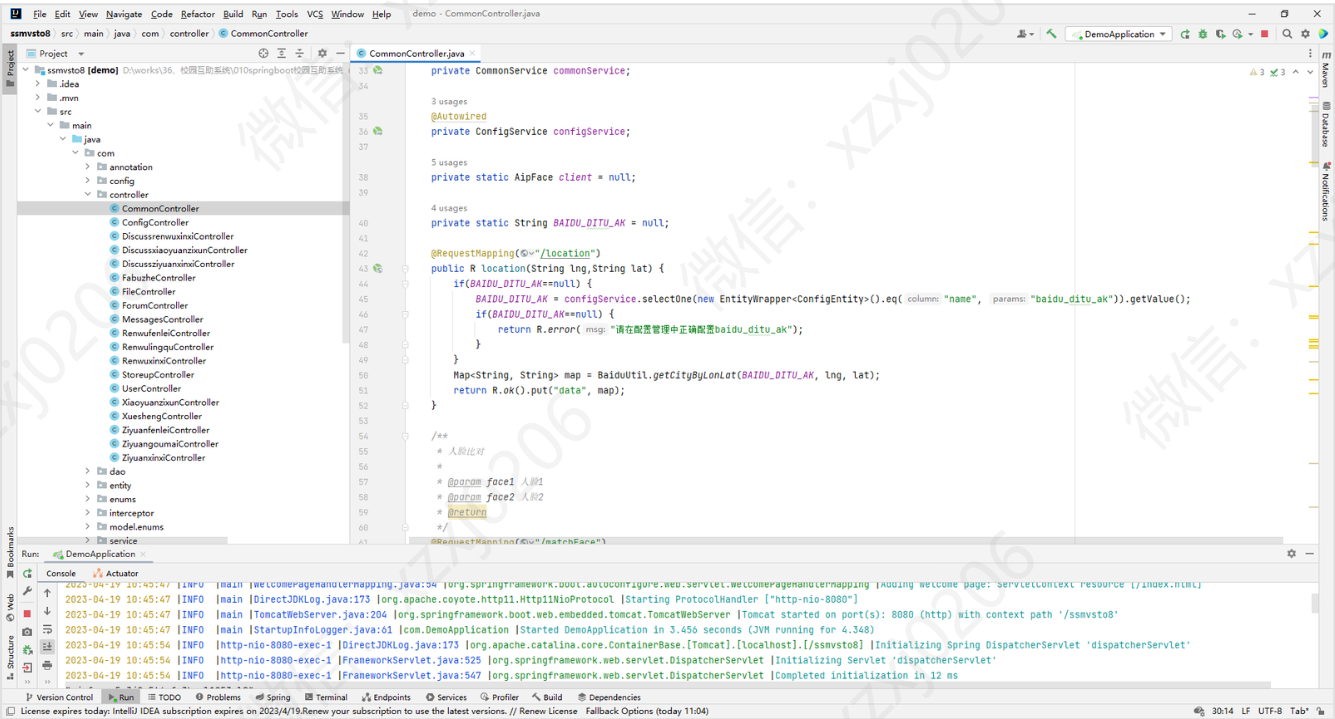 File Edit View Navigate Code Refactor Build Run Tools VCS Window Help demo - CommonController.java
ssmvsto8 src main java com controller CommonController DemoApplication
Project
CommonController.java
Project
Bookmarks
Web
Structure
ssmvsto8 [demo] D:\works\36、校园互助系统\010springboot校园互助系统
.idea
.mvn
src
main
java
com
annotation
config
controller
CommonController
ConfigController
DiscussrenwuxinxiController
DiscussxiaoyuanzixunController
DiscussziyuanxinxiController
FabuzheController
FileController
ForumController
MessagesController
RenwufenleiController
RenwulingquController
RenwuxinxiController
StoreupController
UserController
XiaoyuanzixunController
XueshengController
ZiyuanfenleiController
ZiyuangoumaiController
ZiyuanxinxiController
dao
entity
enums
interceptor
model.enums
service
33 private CommonService commonService;
34
3 usages
35 @Autowired
36 private ConfigService configService;
37
5 usages
38 private static AipFace client = null;
39
4 usages
40 private static String BAIDU_DITU_AK = null;
41
42 @RequestMapping("/location")
43 public R location(String lng,String lat) {
44 if(BAIDU_DITU_AK==null) {
45 BAIDU_DITU_AK = configService.selectOne(new EntityWrapper<ConfigEntity>().eq( column: "name", params: "baidu_ditu_ak")).getValue();
46 if(BAIDU_DITU_AK==null) {
47 return R.error( msg: "请在配置管理中正确配置baidu_ditu_ak");
48 }
49 }
50 Map<String, String> map = BaiduUtil.getCityByLonLat(BAIDU_DITU_AK, lng, lat);
51 return R.ok().put("data", map);
52 }
53
54 /**
55 * 人脸比对
56 *
57 * @param face1 人脸1
58 * @param face2 人脸2
59 * @return
60 */
61 @RequestMapping("/matchFace")
3 3
Maven
Database
Notifications
Run: DemoApplication
Console Actuator
2023-04-19 10:45:47 |INFO |main |WelcomePageHandlerMapping.java:54 |org.springframework.boot.autoconfigure.web.servlet.WelcomePageHandlerMapping |Adding welcome page: ServletContext resource [/index.html]
2023-04-19 10:45:47 |INFO |main |DirectJDKLog.java:173 |org.apache.coyote.http11.Http11NioProtocol |Starting ProtocolHandler ["http-nio-8080"]
2023-04-19 10:45:47 |INFO |main |TomcatWebServer.java:204 |org.springframework.boot.web.embedded.tomcat.TomcatWebServer |Tomcat started on port(s): 8080 (http) with context path '/ssmvsto8'
2023-04-19 10:45:47 |INFO |main |StartupInfoLogger.java:61 |com.DemoApplication |Started DemoApplication in 3.456 seconds (JVM running for 4.348)
2023-04-19 10:45:54 |INFO |http-nio-8080-exec-1 |DirectJDKLog.java:173 |org.apache.catalina.core.ContainerBase.[Tomcat].[localhost].[/ssmvsto8] |Initializing Spring DispatcherServlet 'dispatcherServlet'
2023-04-19 10:45:54 |INFO |http-nio-8080-exec-1 |FrameworkServlet.java:525 |org.springframework.web.servlet.DispatcherServlet |Initializing Servlet 'dispatcherServlet'
2023-04-19 10:45:54 |INFO |http-nio-8080-exec-1 |FrameworkServlet.java:547 |org.springframework.web.servlet.DispatcherServlet |Completed initialization in 12 ms
Version Control Run TODO Problems Spring Terminal Endpoints Services Profiler Build Dependencies
License expires today: IntelliJ IDEA subscription expires on 2023/4/19.Renew your subscription to use the latest versions. // Renew License Fallback Options (today 11:04) 30:14 LF UTF-8 Tab*
微信：xzxj0206
微信：xzxj0206
微信：
xzxj0206